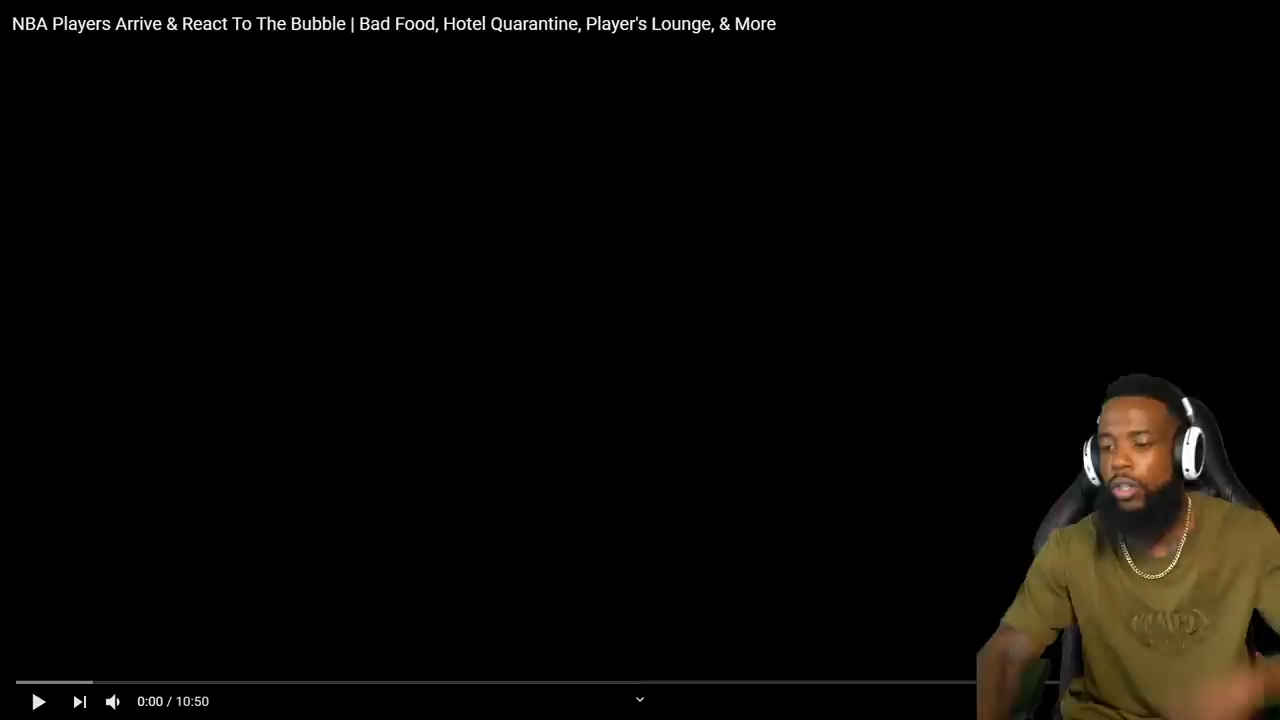 NBA Players Arrive & React To The Bubble | Bad Food, Hotel Quarantine, Player's Lounge, & More
0:00 / 10:50